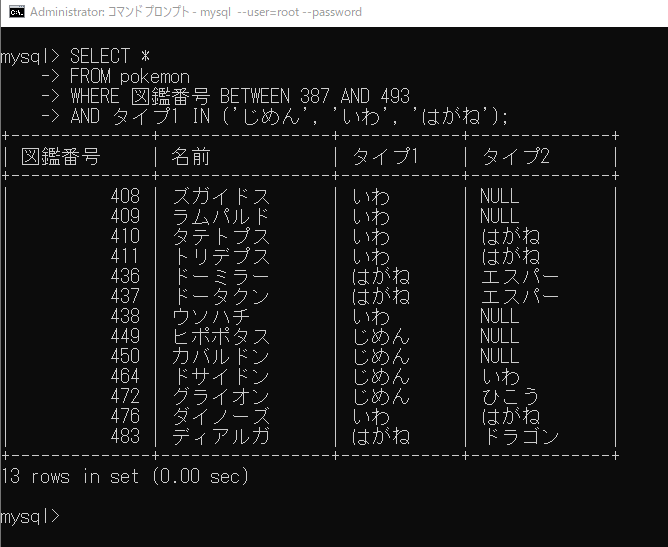 Administrator: コマンドプロンプト - mysql --user=root --password
mysql> SELECT *
-> FROM pokemon
-> WHERE 図鑑番号 BETWEEN 387 AND 493
-> AND タイプ1 IN ('じめん', 'いわ', 'はがね');
+--------------+----------------+------------+--------------+
| 図鑑番号 | 名前 | タイプ1 | タイプ2 |
+--------------+----------------+------------+--------------+
| 408 | ズガイドス | いわ | NULL |
| 409 | ラムパルド | いわ | NULL |
| 410 | タテトプス | いわ | はがね |
| 411 | トリデプス | いわ | はがね |
| 436 | ドーミラー | はがね | エスパー |
| 437 | ドータクン | はがね | エスパー |
| 438 | ウソハチ | いわ | NULL |
| 449 | ヒポポタス | じめん | NULL |
| 450 | カバルドン | じめん | NULL |
| 464 | ドサイドン | じめん | いわ |
| 472 | グライオン | じめん | ひこう |
| 476 | ダイノーズ | いわ | はがね |
| 483 | ディアルガ | はがね | ドラゴン |
+--------------+----------------+------------+--------------+
13 rows in set (0.00 sec)
mysql>